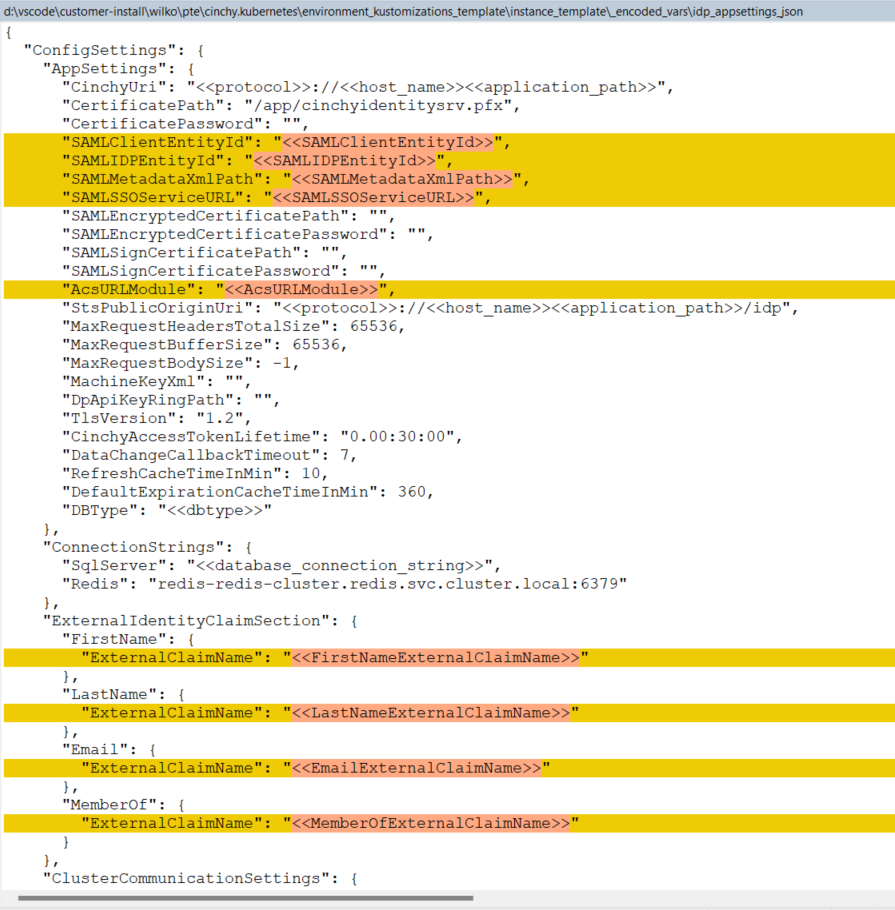 d:\vscode\customer-install\wilko\pte\cinchy.kubernetes\environment_kustomizations_template\instance_template\_encoded_vars\idp_appsettings_json
{
  "ConfigSettings": {
    "AppSettings": {
      "CinchyUri": "<<protocol>>://<<host_name>><<application_path>>",
      "CertificatePath": "/app/cinchyidentitysrv.pfx",
      "CertificatePassword": "",
      "SAMLClientEntityId": "<<SAMLClientEntityId>>",
      "SAMLIDPEntityId": "<<SAMLIDPEntityId>>",
      "SAMLMetadataXmlPath": "<<SAMLMetadataXmlPath>>",
      "SAMLSSOServiceURL": "<<SAMLSSOServiceURL>>",
      "SAMLEncryptedCertificatePath": "",
      "SAMLEncryptedCertificatePassword": "",
      "SAMLSignCertificatePath": "",
      "SAMLSignCertificatePassword": "",
      "AcsURLModule": "<<AcsURLModule>>",
      "StsPublicOriginUri": "<<protocol>>://<<host_name>><<application_path>>/idp",
      "MaxRequestHeadersTotalSize": 65536,
      "MaxRequestBufferSize": 65536,
      "MaxRequestBodySize": -1,
      "MachineKeyXml": "",
      "DpApiKeyRingPath": "",
      "TlsVersion": "1.2",
      "CinchyAccessTokenLifetime": "0.00:30:00",
      "DataChangeCallbackTimeout": 7,
      "RefreshCacheTimeInMin": 10,
      "DefaultExpirationCacheTimeInMin": 360,
      "DBType": "<<dbtype>>"
    },
    "ConnectionStrings": {
      "SqlServer": "<<database_connection_string>>",
      "Redis": "redis-redis-cluster.redis.svc.cluster.local:6379"
    },
    "ExternalIdentityClaimSection": {
      "FirstName": {
        "ExternalClaimName": "<<FirstNameExternalClaimName>>"
      },
      "LastName": {
        "ExternalClaimName": "<<LastNameExternalCClaimName>>"
      },
      "Email": {
        "ExternalClaimName": "<<EmailExternalClaimName>>"
      },
      "MemberOf": {
        "ExternalClaimName": "<<MemberOfExternalClaimName>>"
      }
    },
    "ClusterCommunicationSettings": {